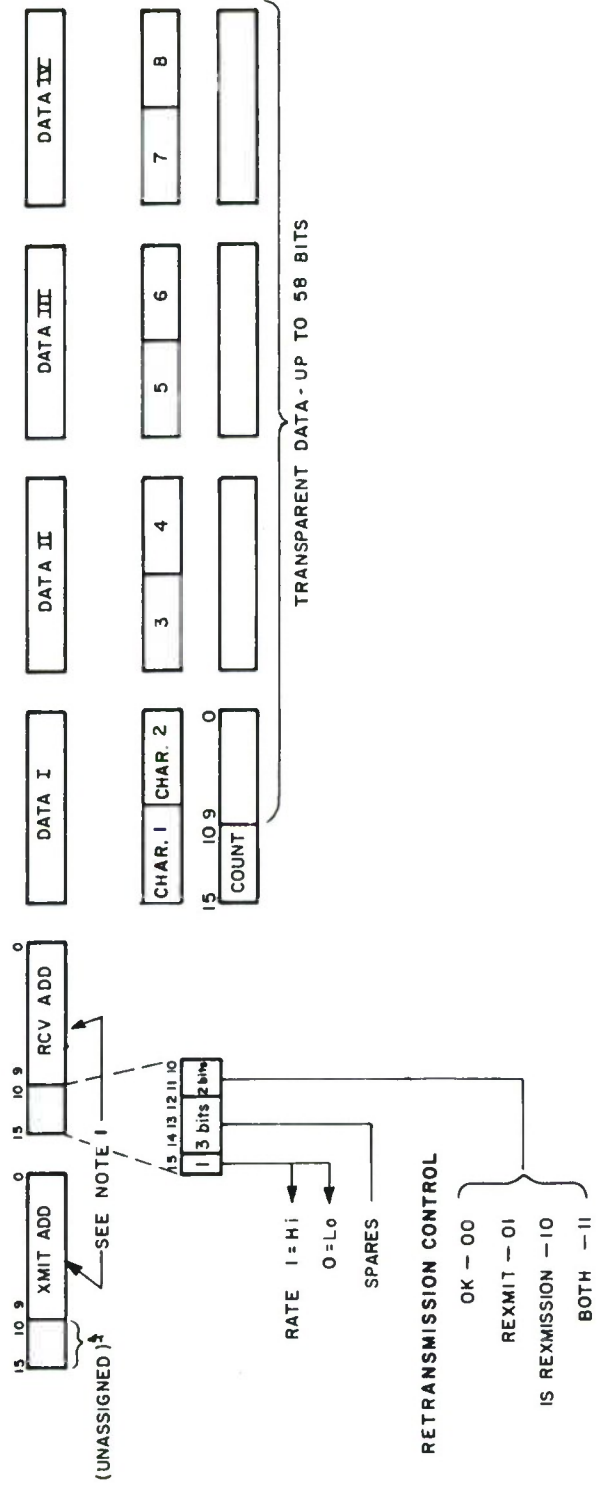 15 10 9 0
XMIT ADD
15 10 9 0
RCV ADD
DATA I
DATA II
DATA III
DATA IV
(UNASSIGNED)
SEE NOTE 1
CHAR. 1 CHAR. 2
3 4
5 6
7 8
15 10 9 0
COUNT
TRANSPARENT DATA - UP TO 58 BITS
15 14 13 12 11 10
1 3 bits 2 bits
RATE 1 = Hi
0 = Lo
SPARES
RETRANSMISSION CONTROL
OK — 00
REXMIT — 01
IS REXMISSION — 10
BOTH — 11